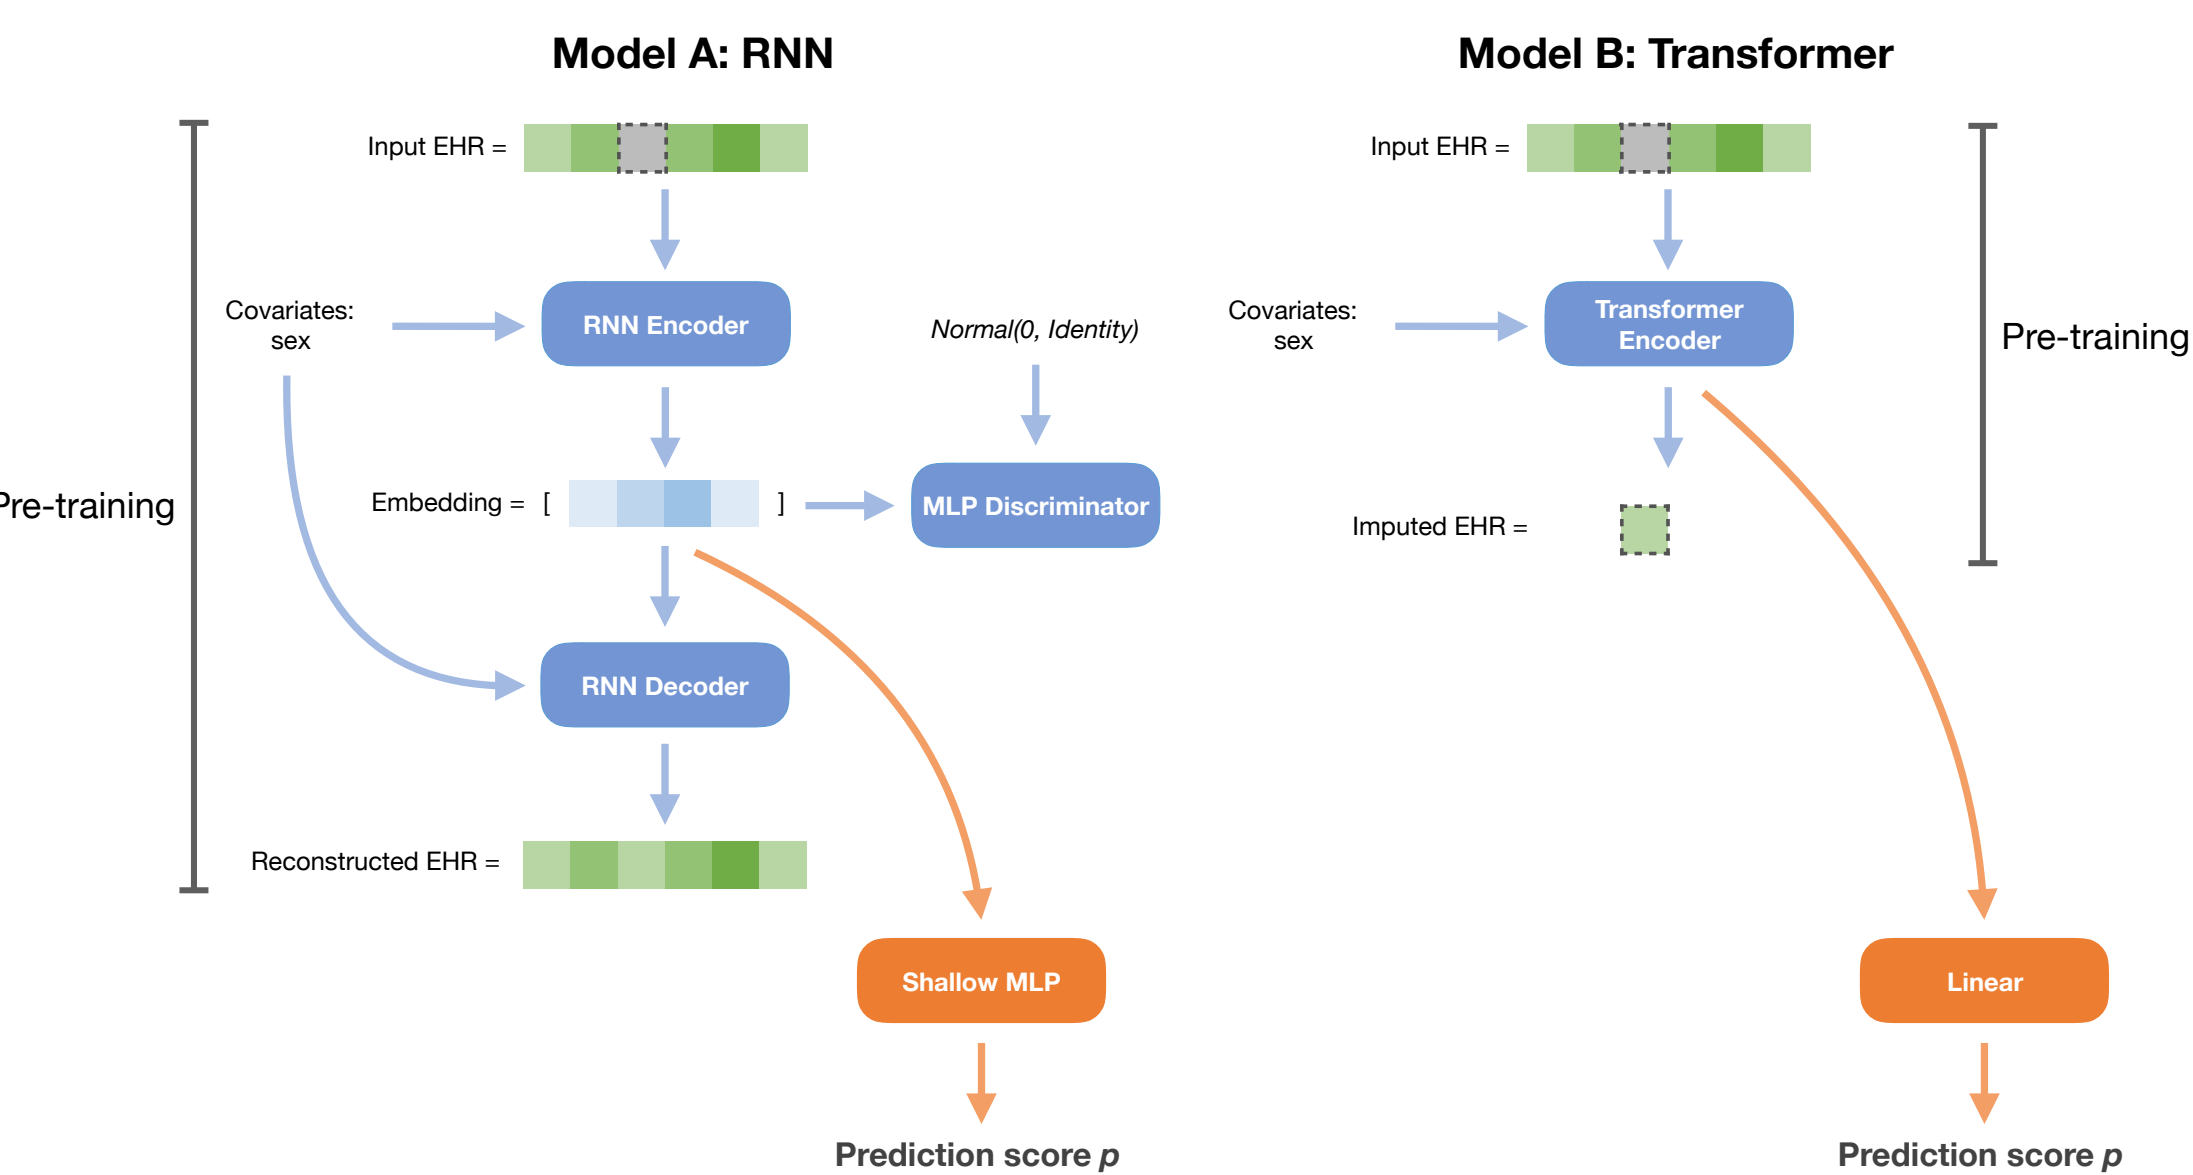 Model A: RNN
Input EHR =
Covariates:
sex
RNN Encoder
Normal(0, Identity)
Pre-training
Embedding = [ ]
MLP Discriminator
RNN Decoder
Reconstructed EHR =
Shallow MLP
Prediction score p
Model B: Transformer
Input EHR =
Covariates:
sex
Transformer
Encoder
Pre-training
Imputed EHR =
Linear
Prediction score p